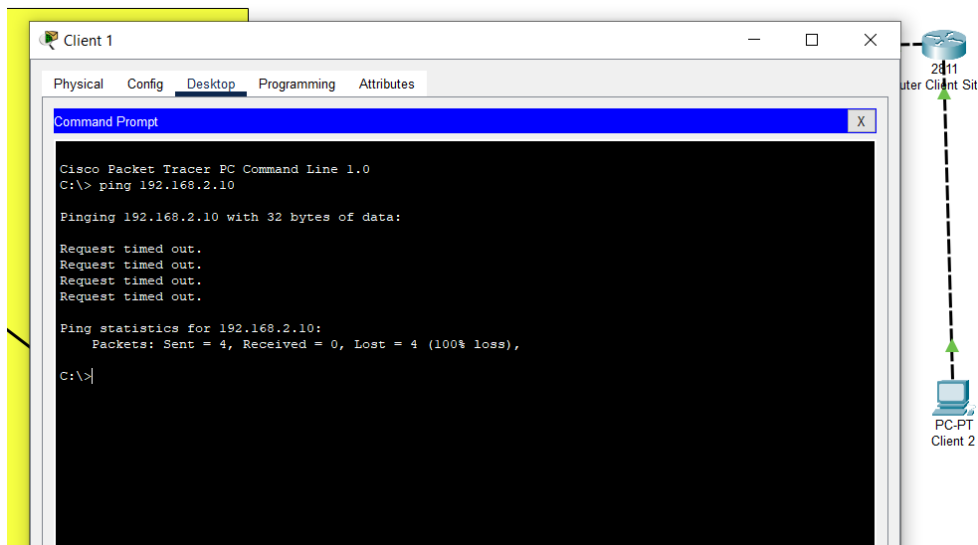 Client 1
Physical Config Desktop Programming Attributes
Command Prompt
X
Cisco Packet Tracer PC Command Line 1.0
C:\> ping 192.168.2.10
Pinging 192.168.2.10 with 32 bytes of data:
Request timed out.
Request timed out.
Request timed out.
Request timed out.
Ping statistics for 192.168.2.10:
Packets: Sent = 4, Received = 0, Lost = 4 (100% loss),
C:\>
2811
uter Client Sit
PC-PT
Client 2